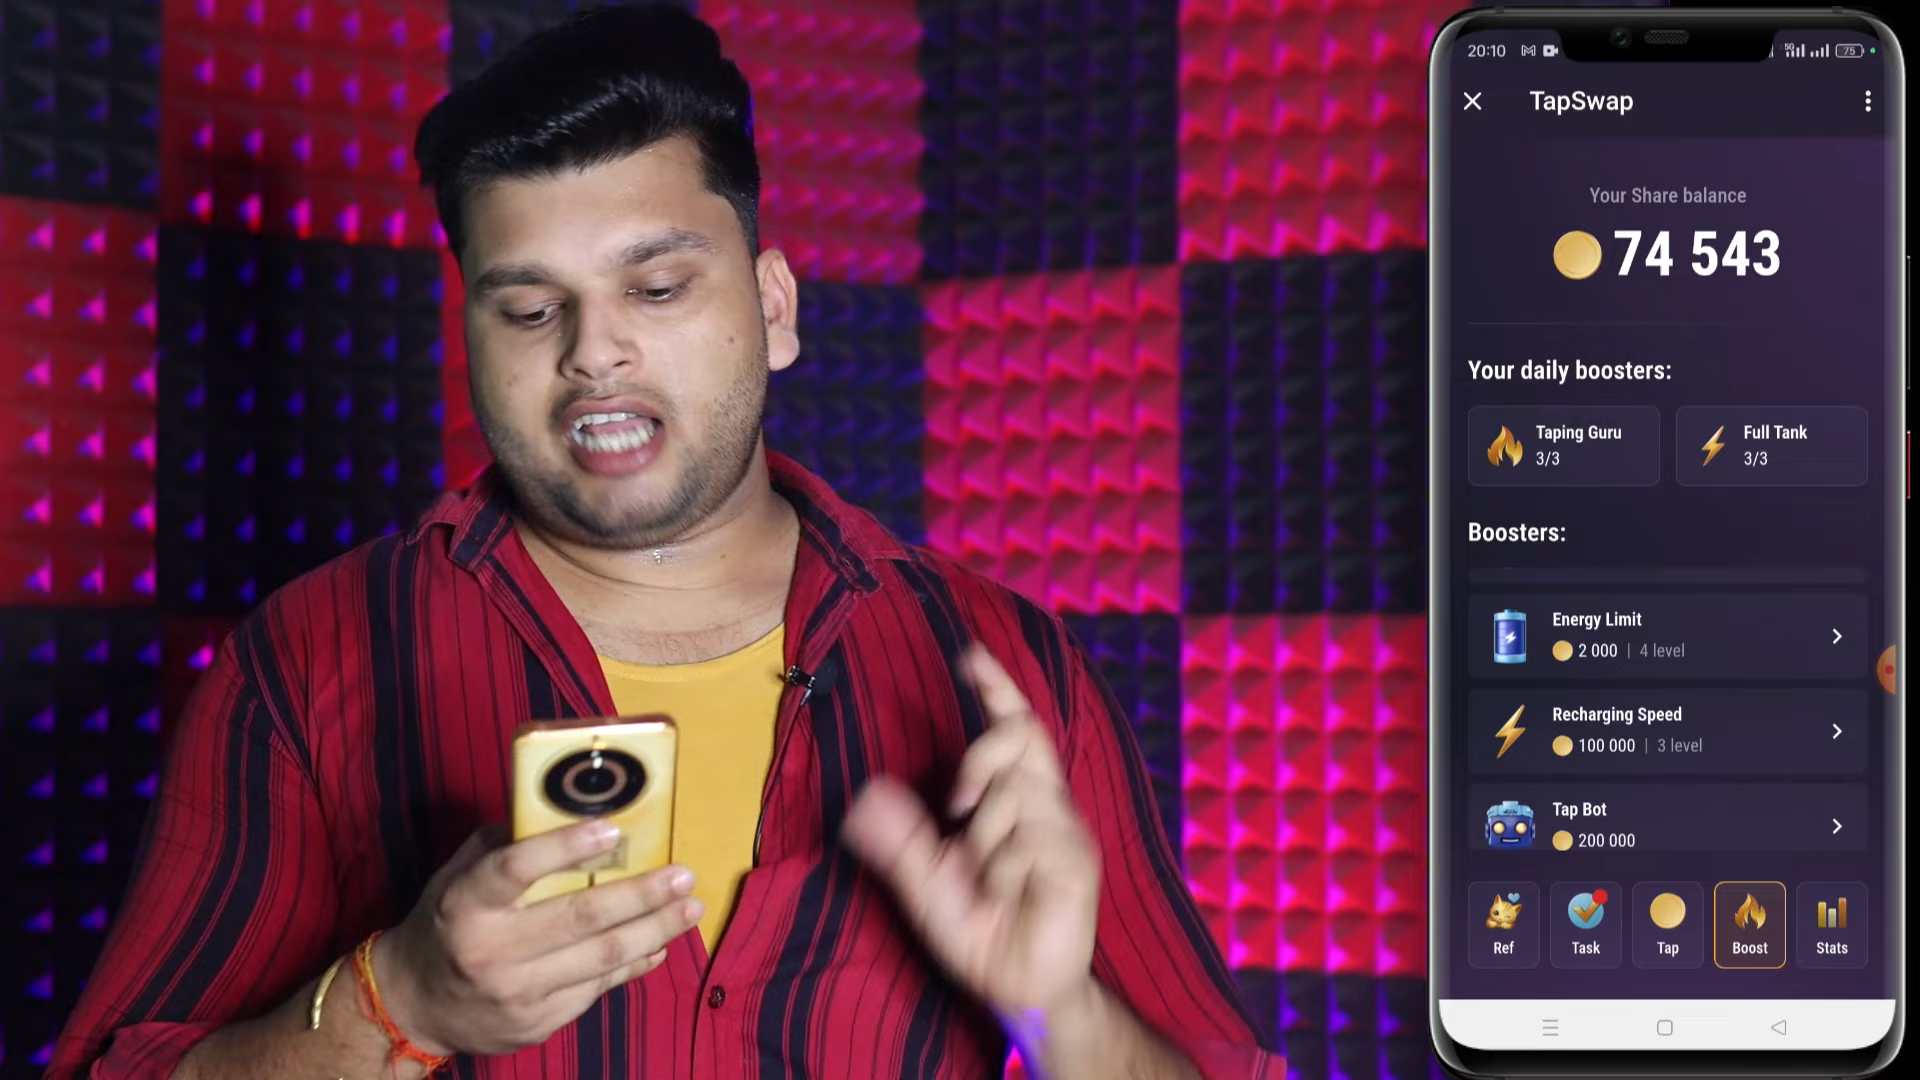 20:10
5G
75
TapSwap
Your Share balance
74 543
Your daily boosters:
Taping Guru
3/3
Full Tank
3/3
Boosters:
Energy Limit
2 000 | 4 level
Recharging Speed
100 000 | 3 level
Tap Bot
200 000
Ref
Task
Tap
Boost
Stats